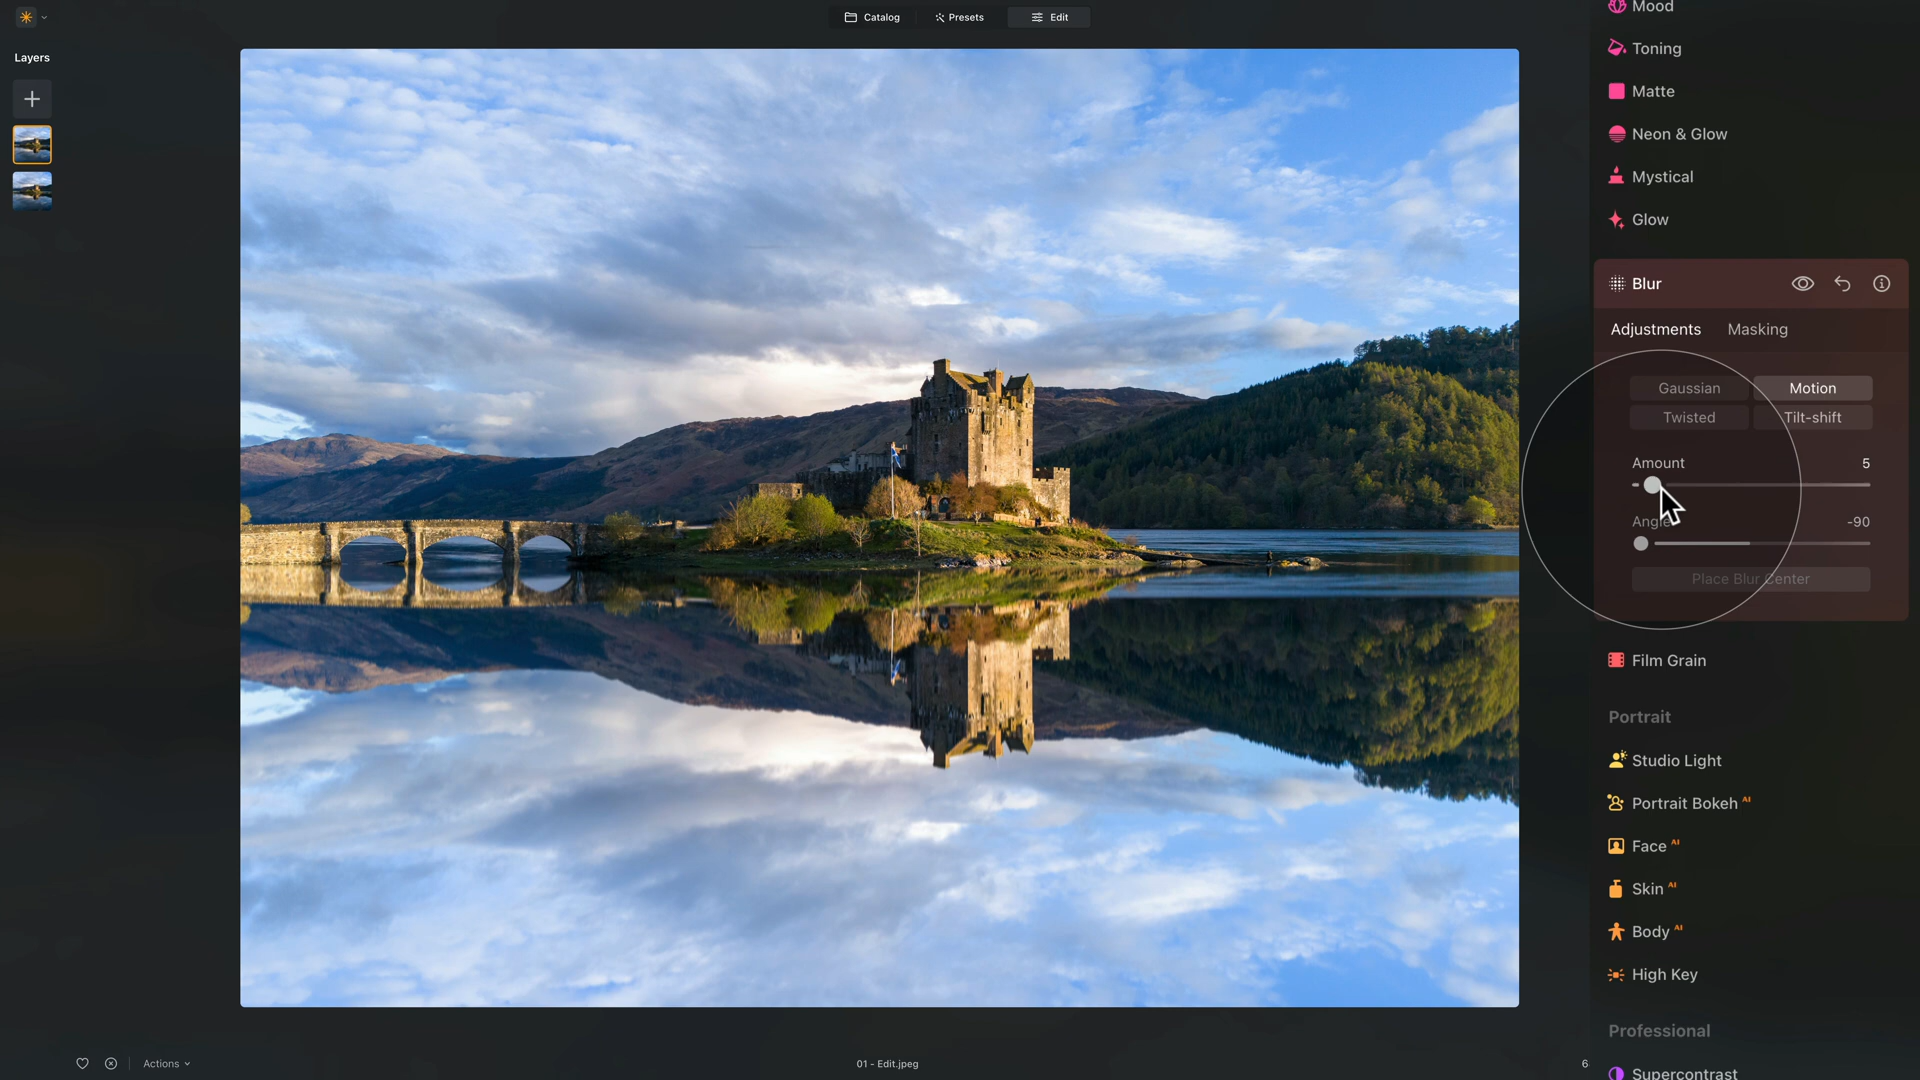 Catalog
Presets
Edit
Layers
Mood
Toning
Matte
Neon & Glow
Mystical
Glow
Blur
Adjustments Masking
Gaussian Motion
Twisted Tilt-shift
Amount 5
Angle -90
Place Blur Center
Film Grain
Portrait
Studio Light
Portrait Bokeh AI
Face AI
Skin AI
Body AI
High Key
Professional
Supercontrast
Actions
01 - Edit.jpeg
6